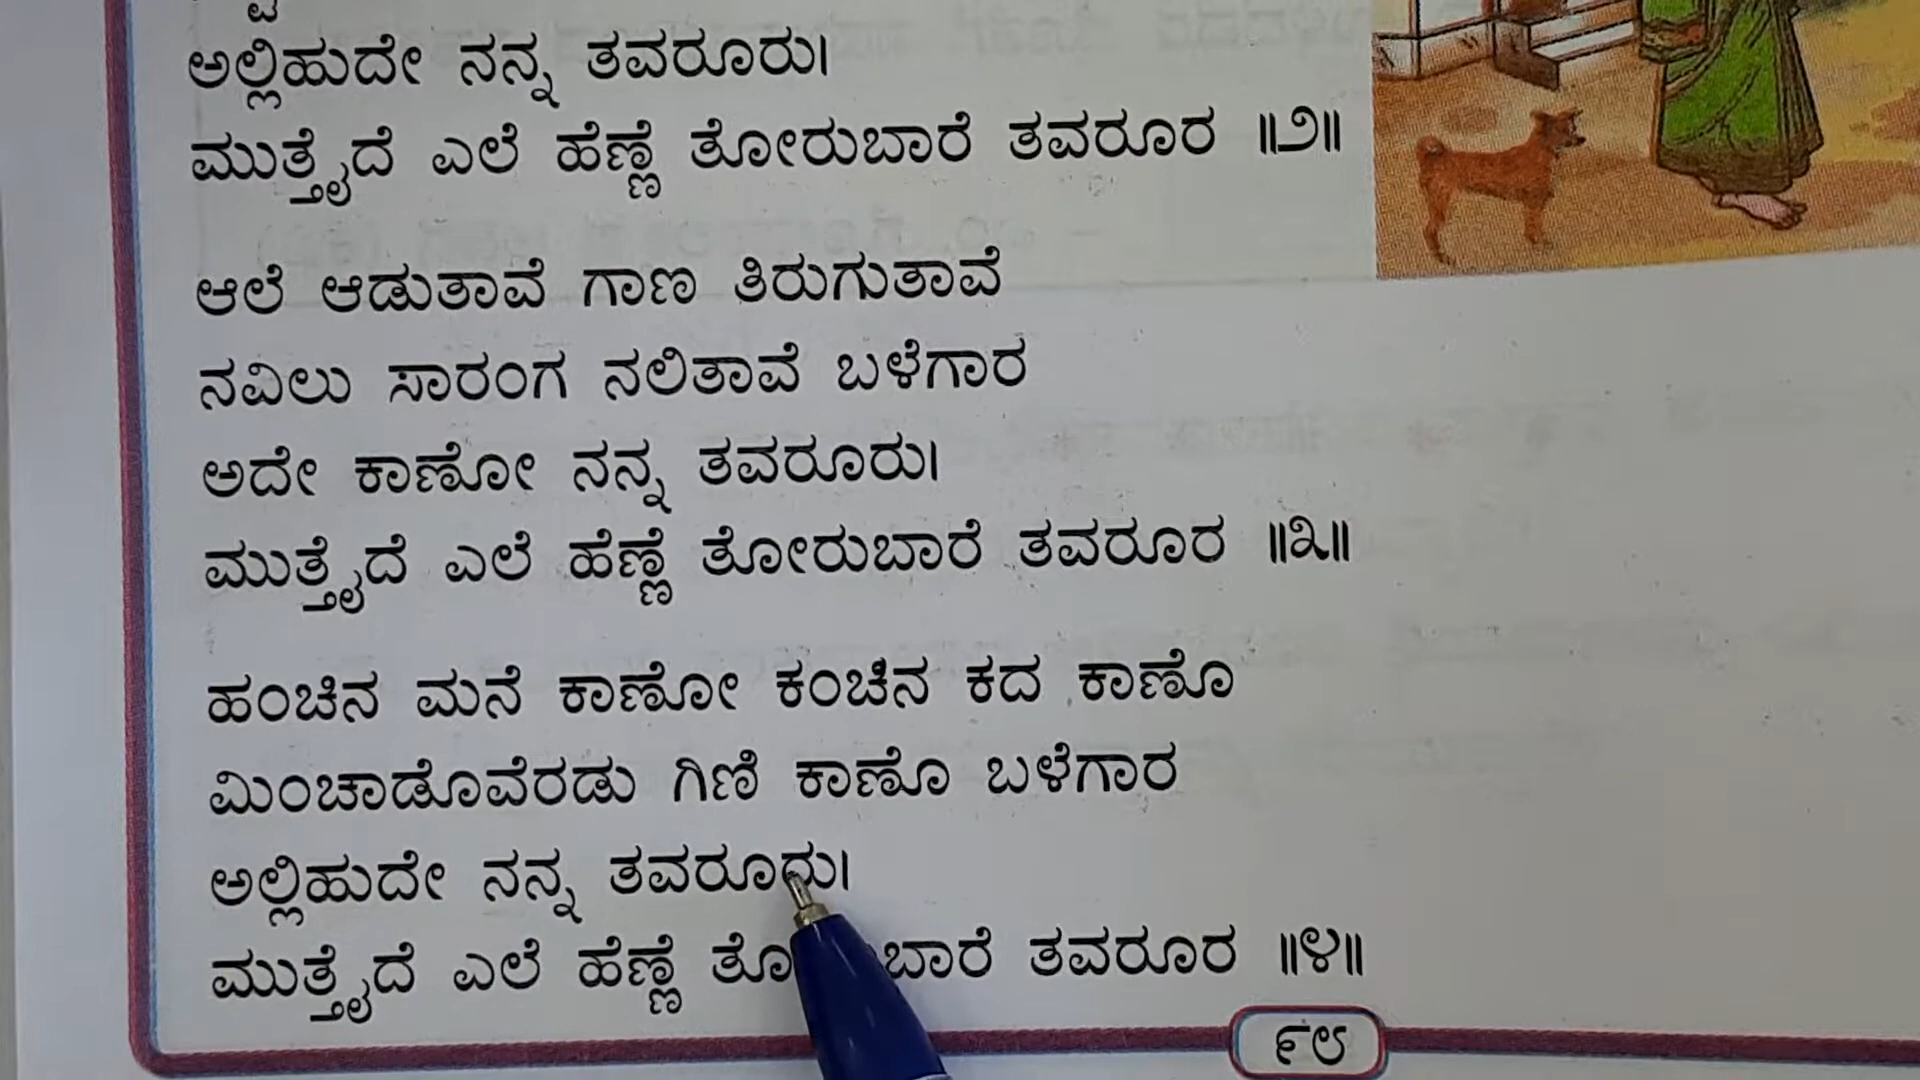 ಅಲ್ಲಿಹುದೇ ನನ್ನ ತವರೂರು।
ಮುತ್ತೈದೆ ಎಲೆ ಹೆಣ್ಣೆ ತೋರುಬಾರೆ ತವರೂರ ॥೨॥
ಆಲೆ ಆಡುತಾವೆ ಗಾಣ ತಿರುಗುತಾವೆ
ನವಿಲು ಸಾರಂಗ ನಲಿತಾವೆ ಬಳೆಗಾರ
ಅದೇ ಕಾಣೋ ನನ್ನ ತವರೂರು।
ಮುತ್ತೈದೆ ಎಲೆ ಹೆಣ್ಣೆ ತೋರುಬಾರೆ ತವರೂರ ॥೩॥
ಹಂಚಿನ ಮನೆ ಕಾಣೋ ಕಂಚಿನ ಕದ ಕಾಣೊ
ಮಿಂಚಾಡೊವೆರಡು ಗಿಣಿ ಕಾಣೊ ಬಳೆಗಾರ
ಅಲ್ಲಿಹುದೇ ನನ್ನ ತವರೂರು।
ಮುತ್ತೈದೆ ಎಲೆ ಹೆಣ್ಣೆ ತೋ ಬಾರೆ ತವರೂರ ॥೪॥
೯೮